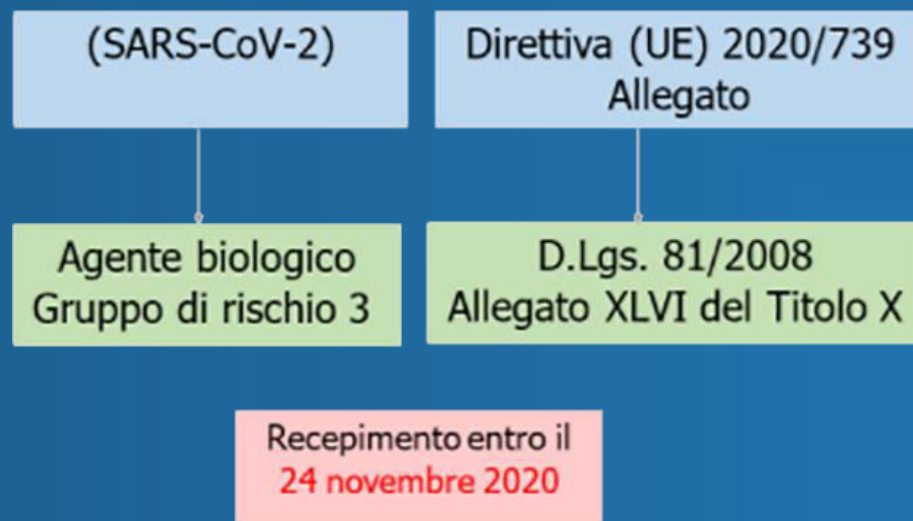 (SARS-CoV-2)
Direttiva (UE) 2020/739
Allegato
Agente biologico
Gruppo di rischio 3
D.Lgs. 81/2008
Allegato XLVI del Titolo X
Recepimento entro il
24 novembre 2020